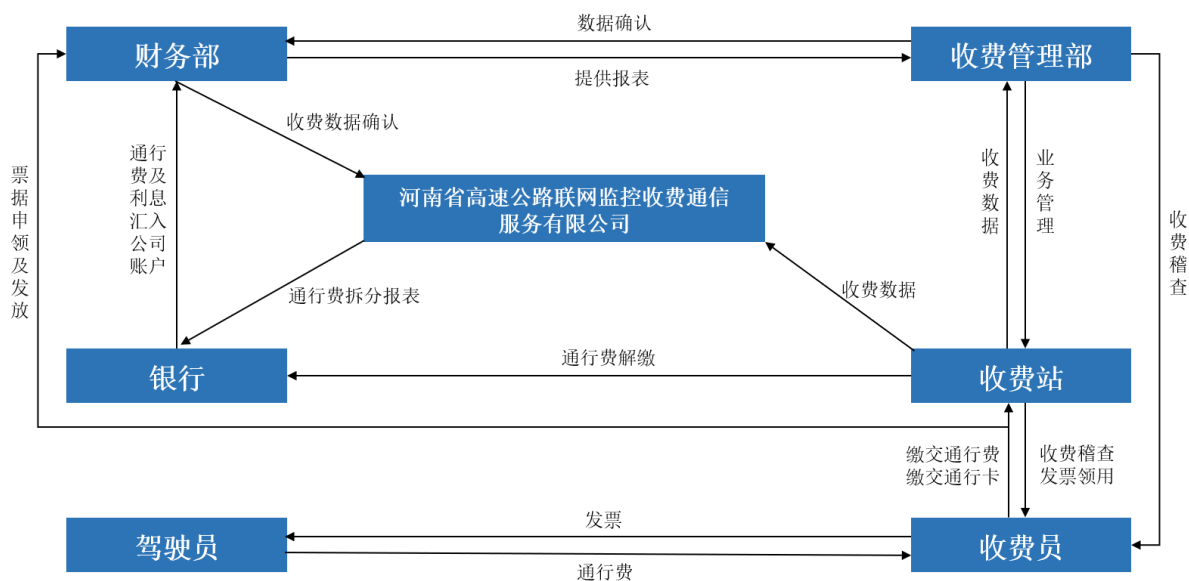 数据确认
财务部
收费管理部
提供报表
收费数据确认
通行
费及
利息
汇入
公司
账户
票据申领及发放
河南省高速公路联网监控收费通信
服务有限公司
收费数据
业务管理
收费稽查
通行费拆分报表
收费数据
银行
通行费解缴
收费站
缴交通行费
缴交通行卡
收费稽查
发票领用
发票
驾驶员
收费员
通行费